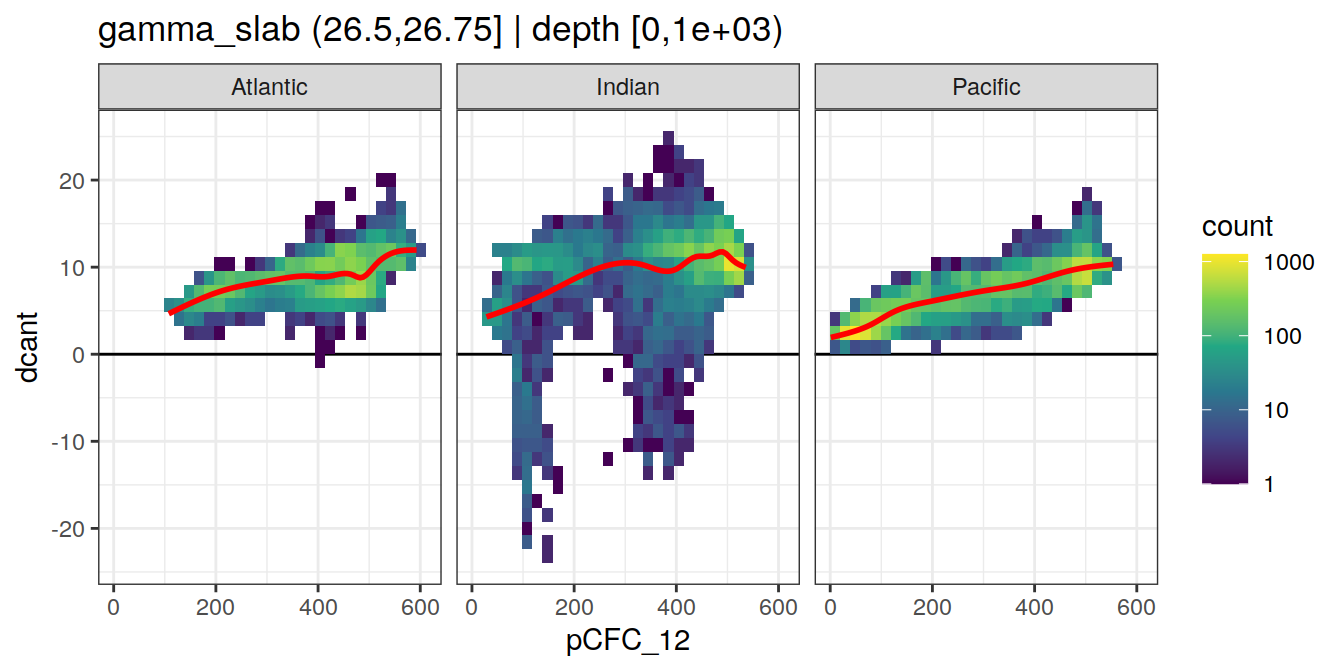 gamma_slab (26.5,26.75] | depth [0,1e+03)
Atlantic Indian Pacific
dcant
20
10
0
-10
-20
0 200 400 600 0 200 400 600 0 200 400 600
pCFC_12
count
1000
100
10
1